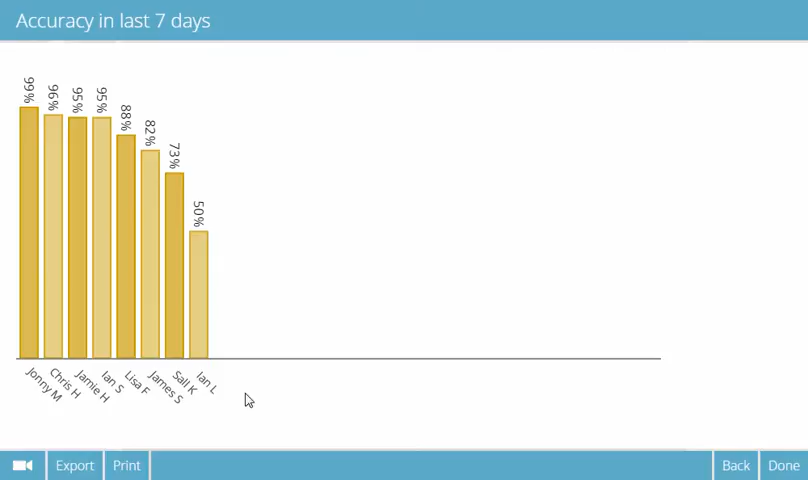 Accuracy in last 7 days
99%
96%
95%
95%
88%
82%
73%
50%
Jonny M
Chris H
Jamie H
Ian S
Lisa F
James S
Sall K
Ian L
Export
Print
Back
Done